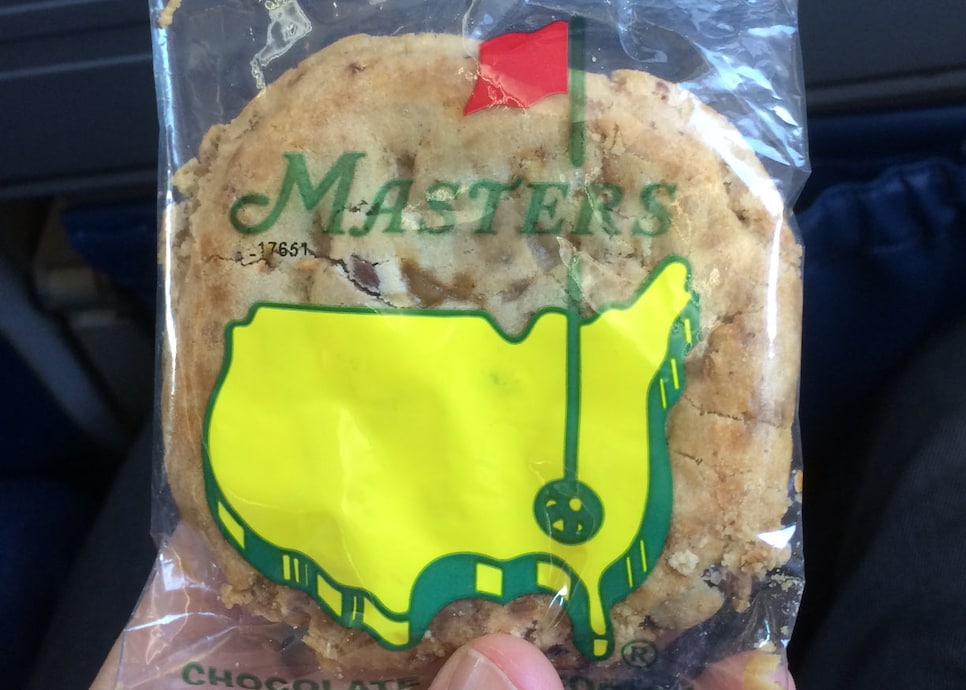 MASTERS
17651
®
CHOCOLATE